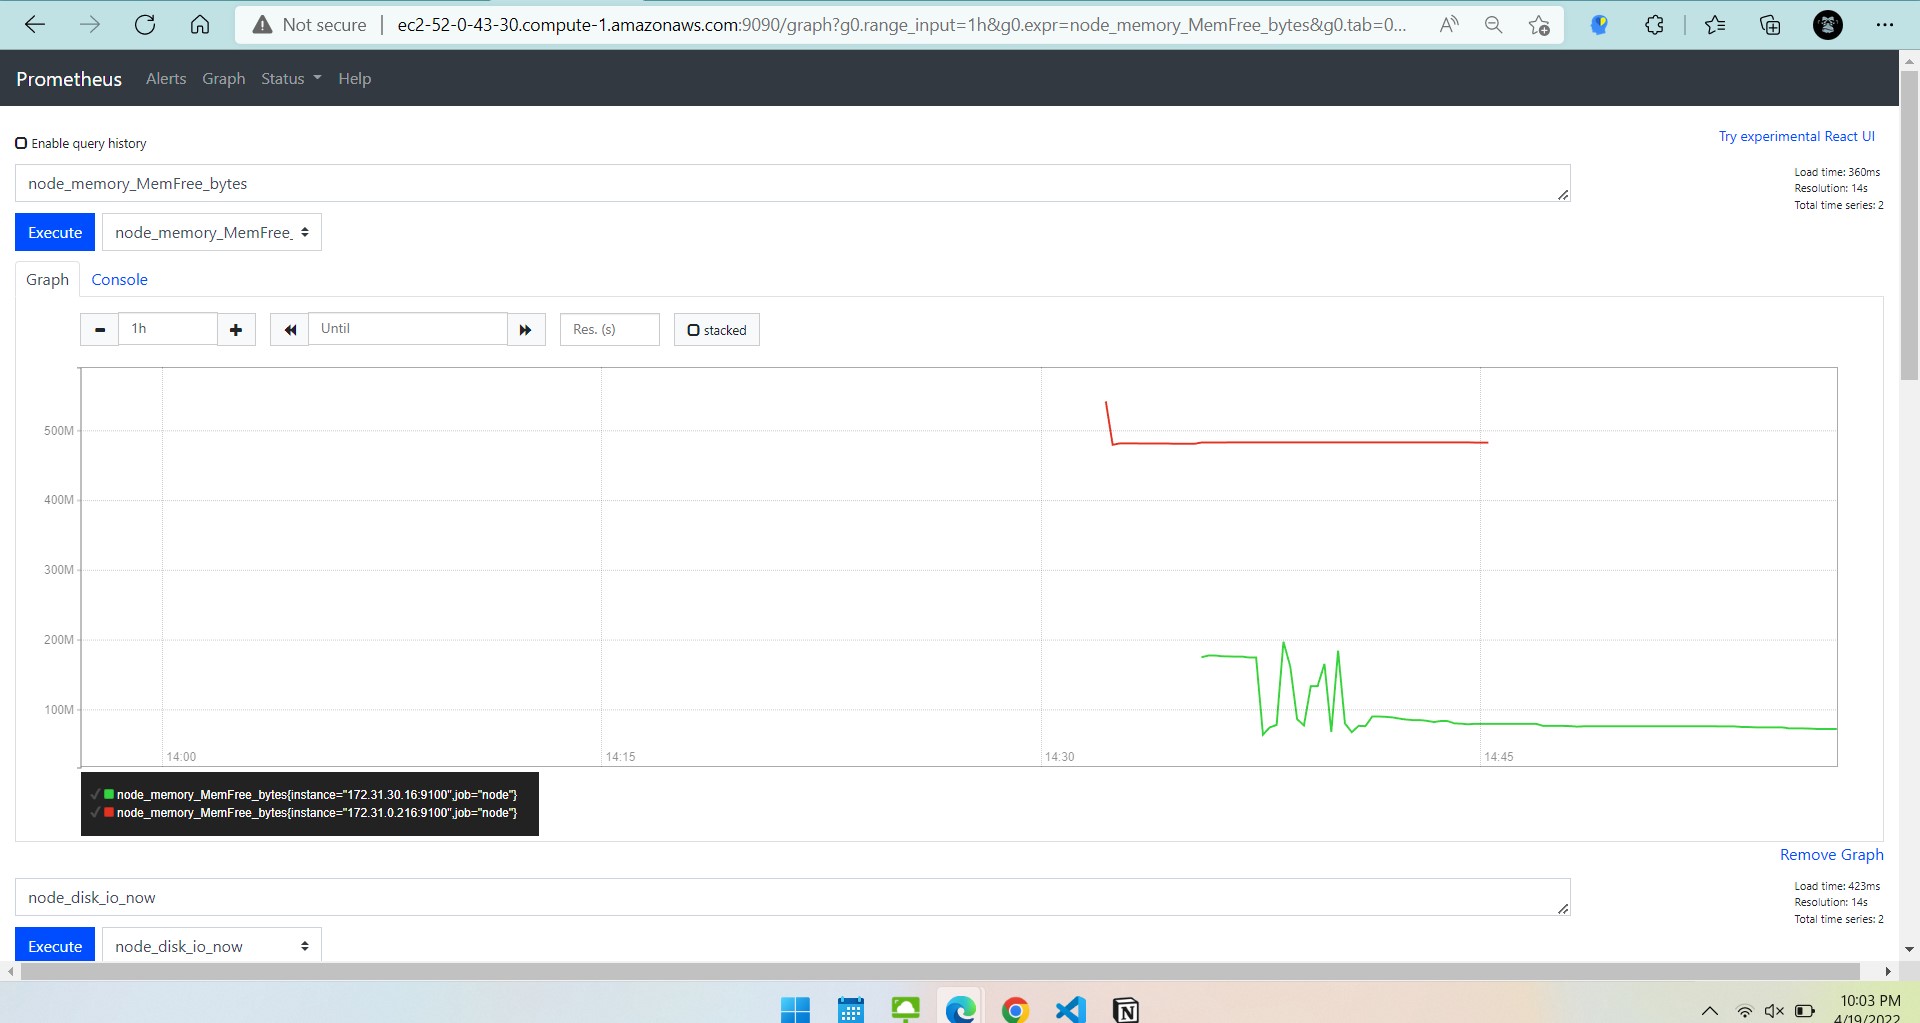 Not secure | ec2-52-0-43-30.compute-1.amazonaws.com:9090/graph?g0.range_input=1h&g0.expr=node_memory_MemFree_bytes&g0.tab=0...
Prometheus Alerts Graph Status Help
Enable query history
Try experimental React UI
node_memory_MemFree_bytes
Load time: 360ms
Resolution: 14s
Total time series: 2
Execute node_memory_MemFree_
Graph Console
1h Until Res. (s) stacked
500M
400M
300M
200M
100M
14:00 14:15 14:30 14:45
node_memory_MemFree_bytes{instance="172.31.30.16:9100",job="node"}
node_memory_MemFree_bytes{instance="172.31.0.216:9100",job="node"}
Remove Graph
node_disk_io_now
Load time: 423ms
Resolution: 14s
Total time series: 2
Execute node_disk_io_now
10:03 PM
4/19/2022